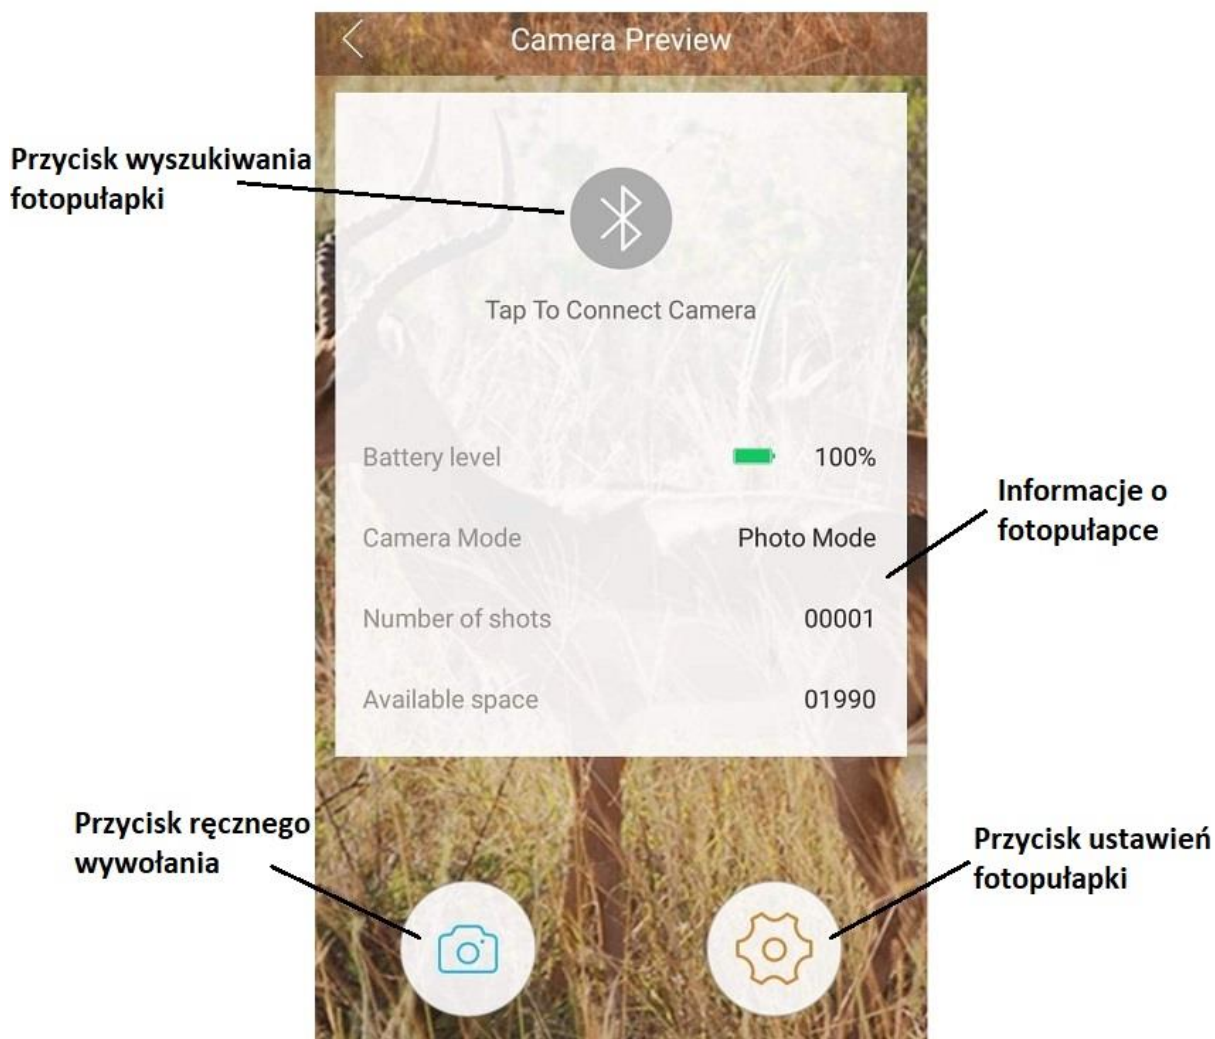 Camera Preview
Przycisk wyszukiwania
fotopułapki
Tap To Connect Camera
Battery level 100%
Camera Mode Photo Mode
Informacje o
fotopułapce
Number of shots 00001
Available space 01990
Przycisk ręcznego
wywołania
Przycisk ustawień
fotopułapki